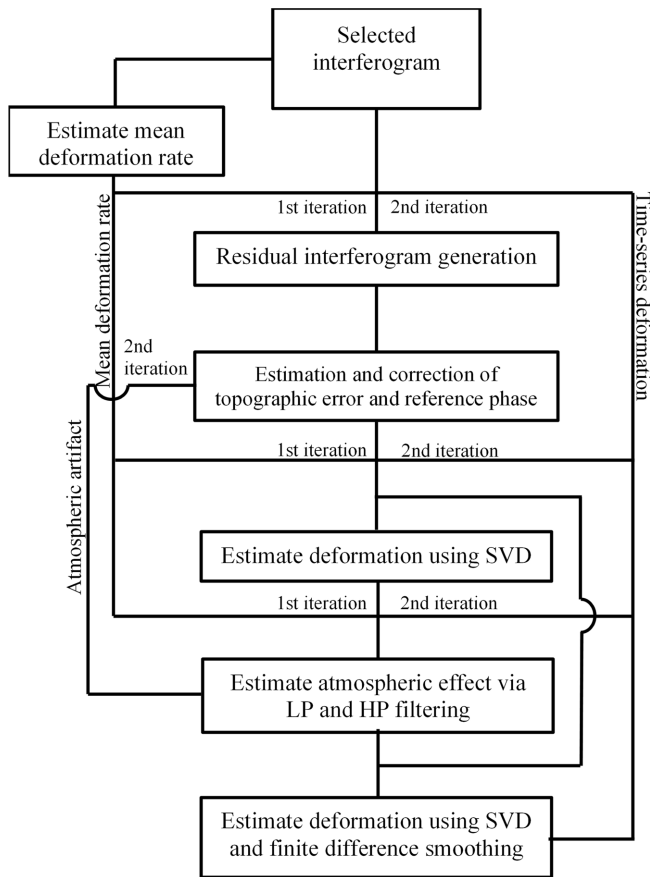 Selected
interferogram
Estimate mean
deformation rate
1st iteration
2nd iteration
Mean deformation rate
Time-series deformation
Residual interferogram generation
2nd
iteration
Estimation and correction of
topographic error and reference phase
1st iteration
2nd iteration
Atmospheric artifact
Estimate deformation using SVD
1st iteration
2nd iteration
Estimate atmospheric effect via
LP and HP filtering
Estimate deformation using SVD
and finite difference smoothing